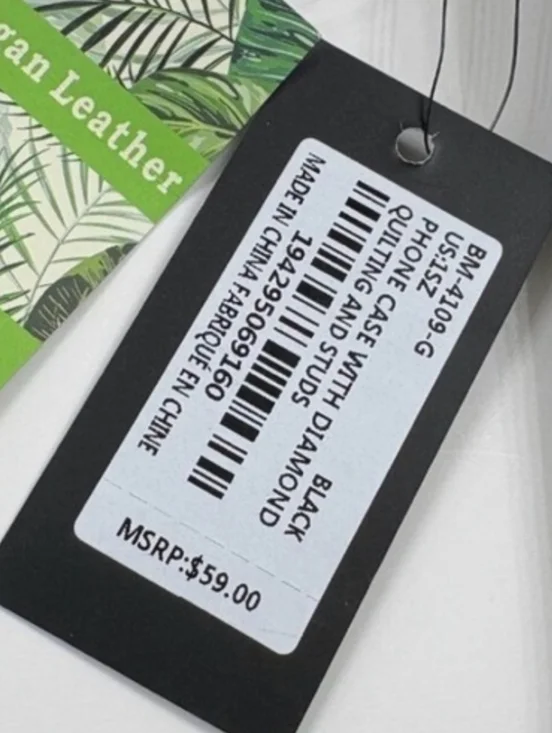 gan Leather
BM-4109-G
US:1SZ
PHONE CASE WITH DIAMOND
QUILTING AND STUDS
BLACK
194295069160
MADE IN CHINA FABRIQUÉ EN CHINE
MSRP:$59.00